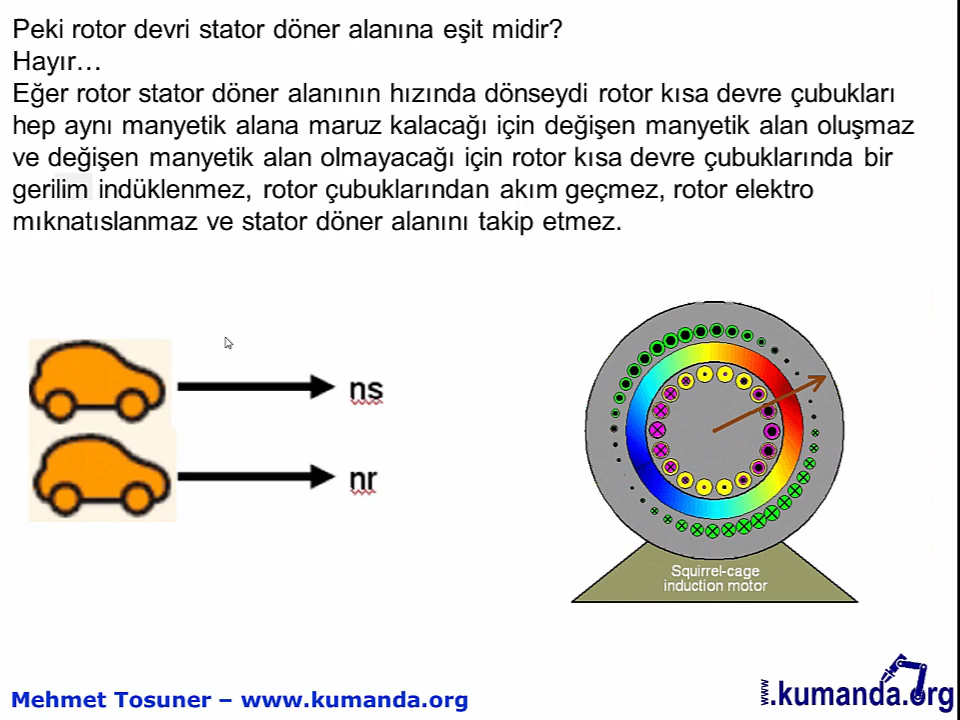 Peki rotor devri stator döner alanına eşit midir?
Hayır…
Eğer rotor stator döner alanının hızında dönseydi rotor kısa devre çubukları
hep aynı manyetik alana maruz kalacağı için değişen manyetik alan oluşmaz
ve değişen manyetik alan olmayacağı için rotor kısa devre çubuklarında bir
gerilim indüklenmez, rotor çubuklarından akım geçmez, rotor elektro
mıknatıslanmaz ve stator döner alanını takip etmez.
ns
nr
Squirrel-cage
induction motor
Mehmet Tosuner – www.kumanda.org
www.kumanda.org